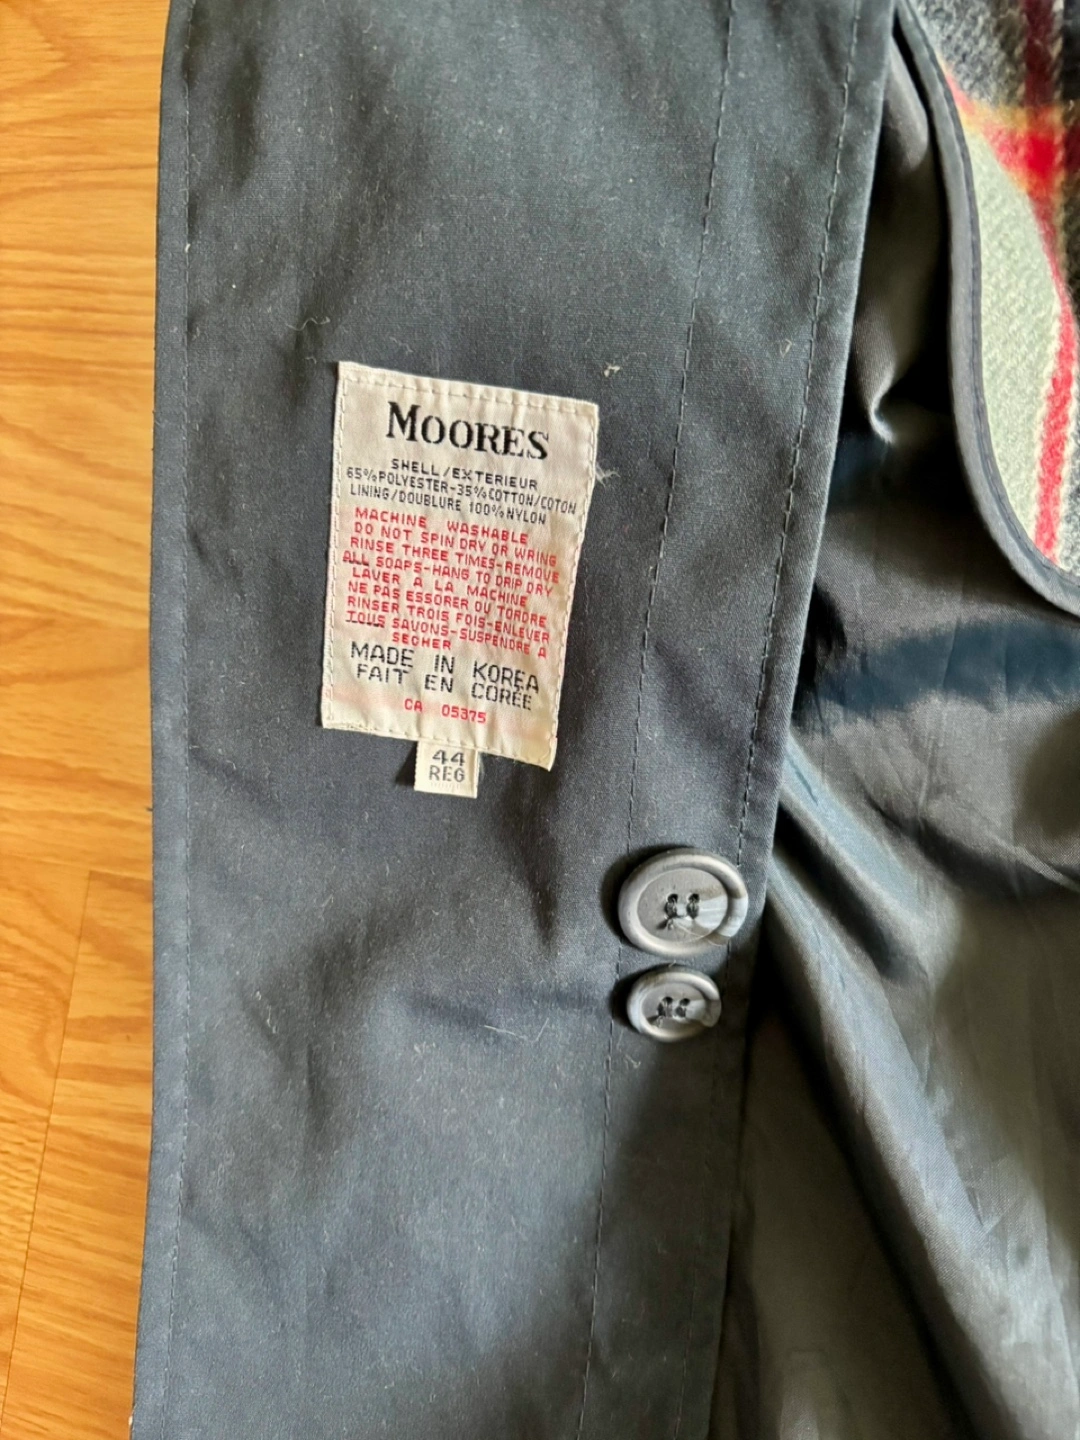 MOORES
SHELL/EXTERIEUR
65%POLYESTER-35%COTTON/COTON
LINING/DOUBLURE 100%NYLON
MACHINE WASHABLE
DO NOT SPIN DRY OR WRING
RINSE THREE TIMES-REMOVE
ALL SOAPS-HANG TO DRIP DRY
LAVER A LA MACHINE
NE PAS ESSORER OU TORDRE
RINSER TROIS FOIS-ENLEVER
TOUS SAVONS-SUSPENDRE A
SECHER
MADE IN KOREA
FAIT EN CORÉE
CA 05375
44
REG